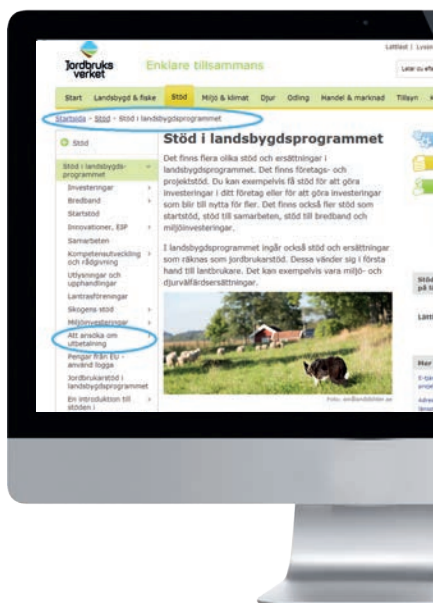 Lättläst |
Jordbruks
verket
Enklare tillsammans
Start Landsbygd & fiske Stöd Miljö & klimat Djur Odling Handel & marknad Tillsyn
Startsida - Stöd - Stöd i landsbygdsprogrammet
Stöd
Stöd i landsbygds-
programmet
Investeringar
Bredband
Startstöd
Innovationer, EIP
Samarbeten
Kompetensutveckling
och rådgivning
Utlysningar och
upphandlingar
Lantrasföreningar
Skogens stöd
Miljöinvesteringar
Att ansöka om
utbetalning
Pengar från EU -
använd logga
Jordbrukarstöd i
landsbygdsprogrammet
En introduktion till
stöden i
Stöd i landsbygdsprogrammet
Det finns flera olika stöd och ersättningar i
landsbygdsprogrammet. Det finns företags- och
projektstöd. Du kan exempelvis få stöd för att göra
investeringar i ditt företag eller för att göra investeringar
som blir till nytta för fler. Det finns också fler stöd som
startstöd, stöd till samarbeten, stöd till bredband och
miljöinvesteringar.
I landsbygdsprogrammet ingår också stöd och ersättningar
som räknas som jordbrukarstöd. Dessa vänder sig i första
hand till lantbrukare. Det kan exempelvis vara miljö- och
djurvälfärdsersättningar.
Foto: smålandsbilder.se
Stöd
Mer